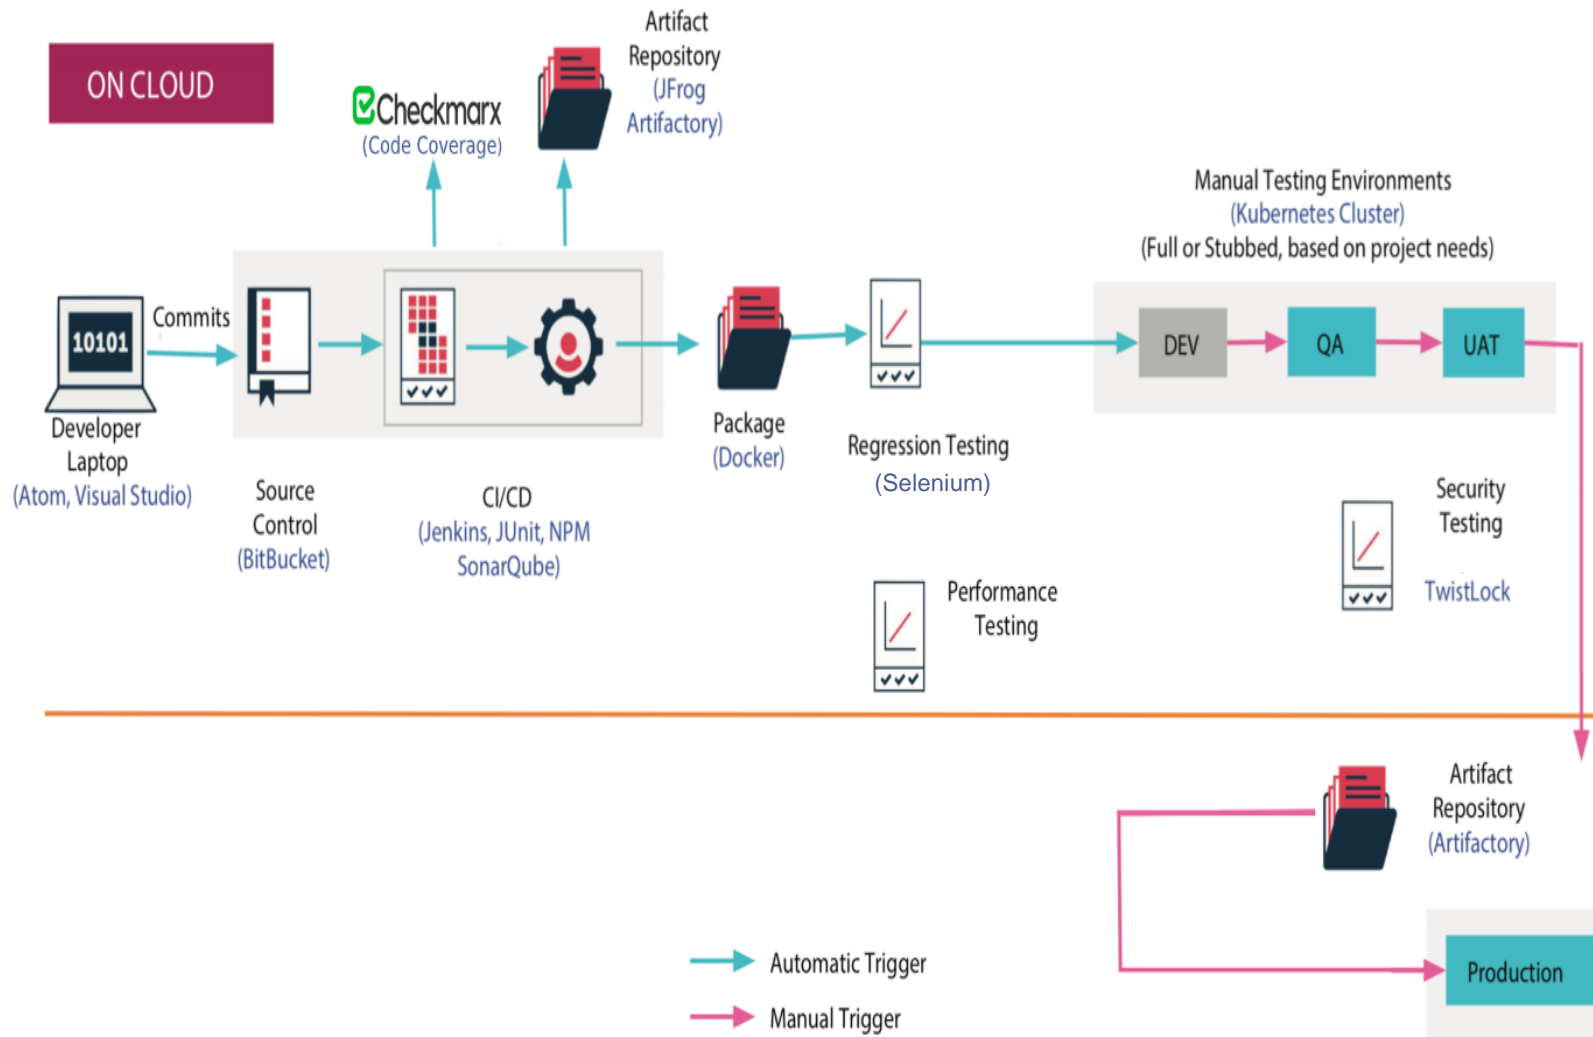 ON CLOUD
Checkmarx
(Code Coverage)
Artifact
Repository
(JFrog
Artifactory)
Manual Testing Environments
(Kubernetes Cluster)
(Full or Stubbed, based on project needs)
10101
Commits
DEV
QA
UAT
Developer
Laptop
(Atom, Visual Studio)
Source
Control
(BitBucket)
CI/CD
(Jenkins, JUnit, NPM
SonarQube)
Package
(Docker)
Regression Testing
(Selenium)
Performance
Testing
Security
Testing
TwistLock
Artifact
Repository
(Artifactory)
Production
Automatic Trigger
Manual Trigger